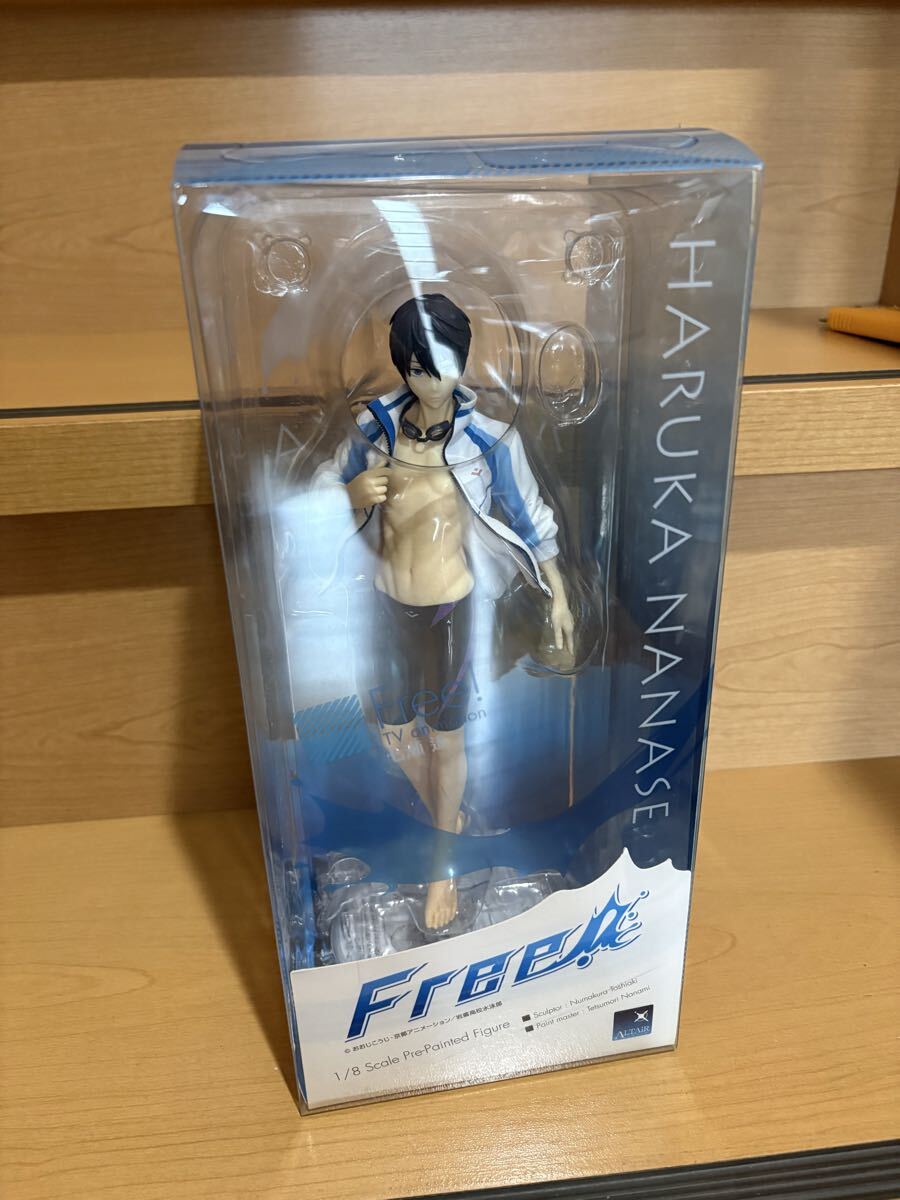 HARUKA NANASE
Free!
TV animation
Free!
© おおじこうじ・京都アニメーション／岩鳶高校水泳部
1/8 Scale Pre-Painted Figure
■ Sculptor : Numakura Toshiaki
■ Paint master : Tetsumori Nanami
ALTAiR